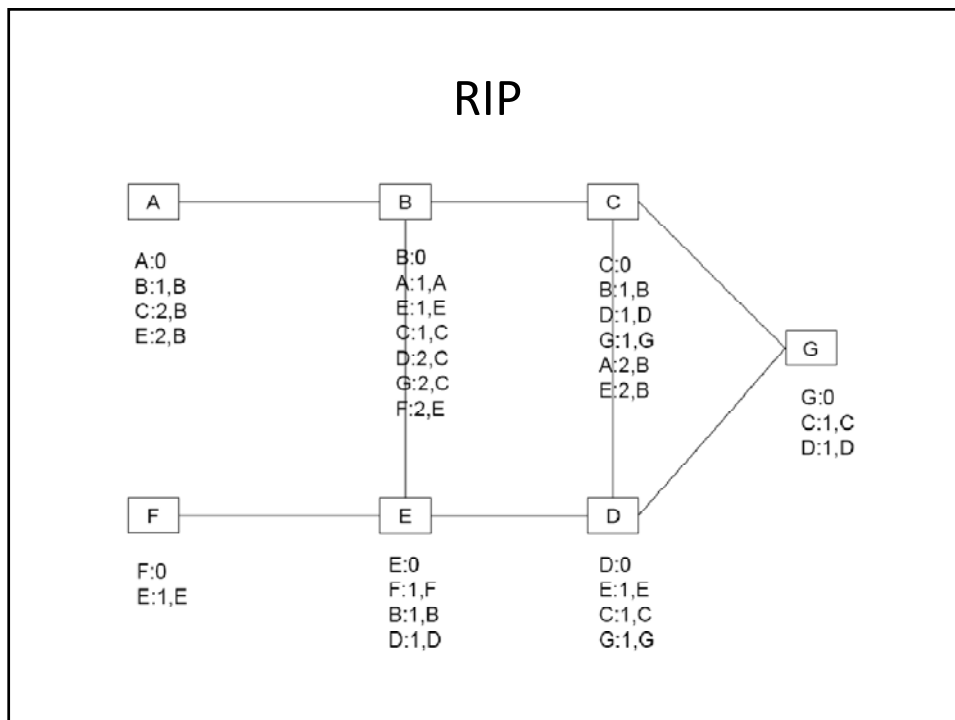 RIP
A
B
C
A:0
B:1,B
C:2,B
E:2,B
B:0
A:1,A
E:1,E
C:1,C
D:2,C
G:2,C
F:2,E
C:0
B:1,B
D:1,D
G:1,G
A:2,B
E:2,B
G
G:0
C:1,C
D:1,D
F
E
D
F:0
E:1,E
E:0
F:1,F
B:1,B
D:1,D
D:0
E:1,E
C:1,C
G:1,G